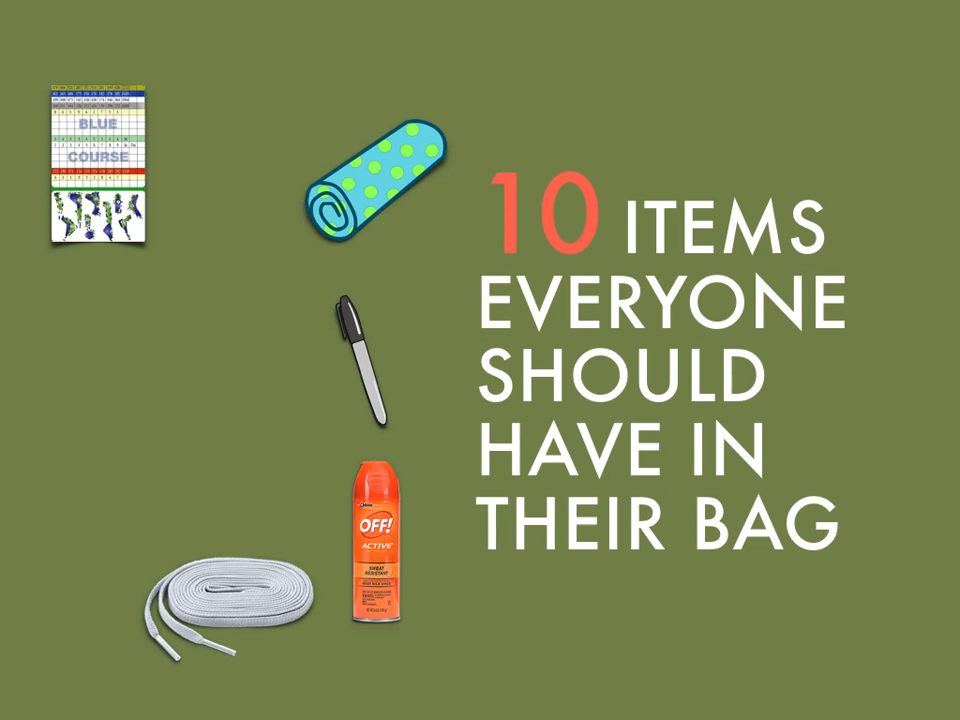 BLUE
COURSE
10 ITEMS
EVERYONE
SHOULD
HAVE IN
THEIR BAG
OFF!
ACTIVE
SWEAT
RESISTANT